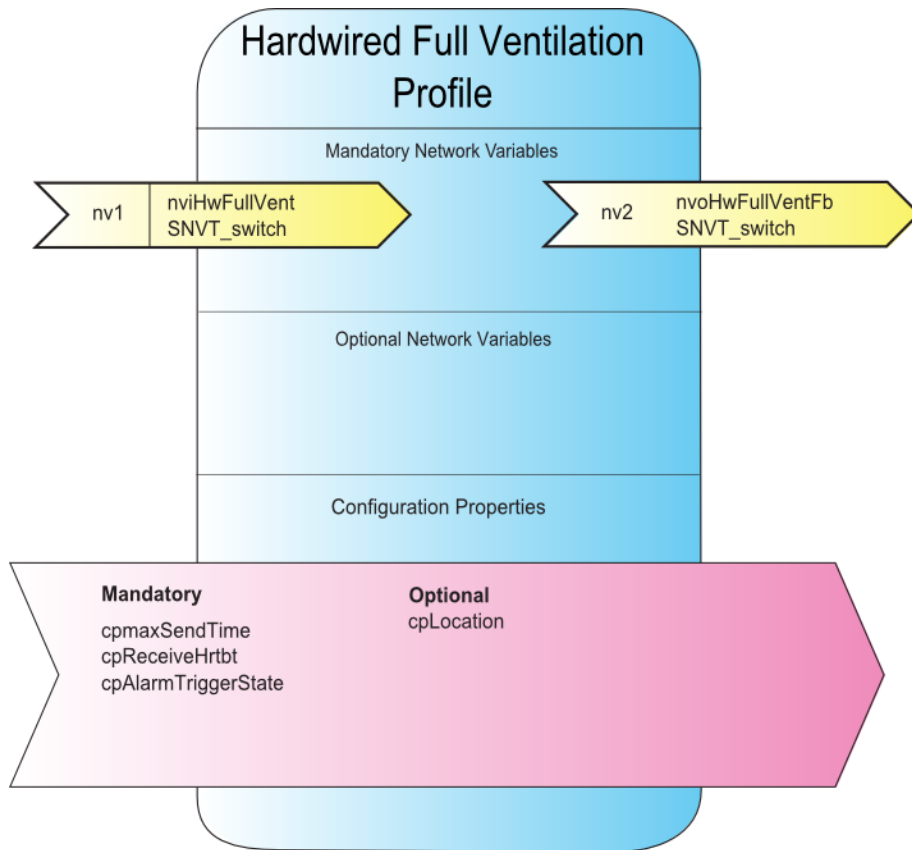 Hardwired Full Ventilation
Profile
Mandatory Network Variables
nv1
nviHwFullVent
SNVT_switch
nv2
nvoHwFullVentFb
SNVT_switch
Optional Network Variables
Configuration Properties
Mandatory
cpmaxSendTime
cpReceiveHrtbt
cpAlarmTriggerState
Optional
cpLocation